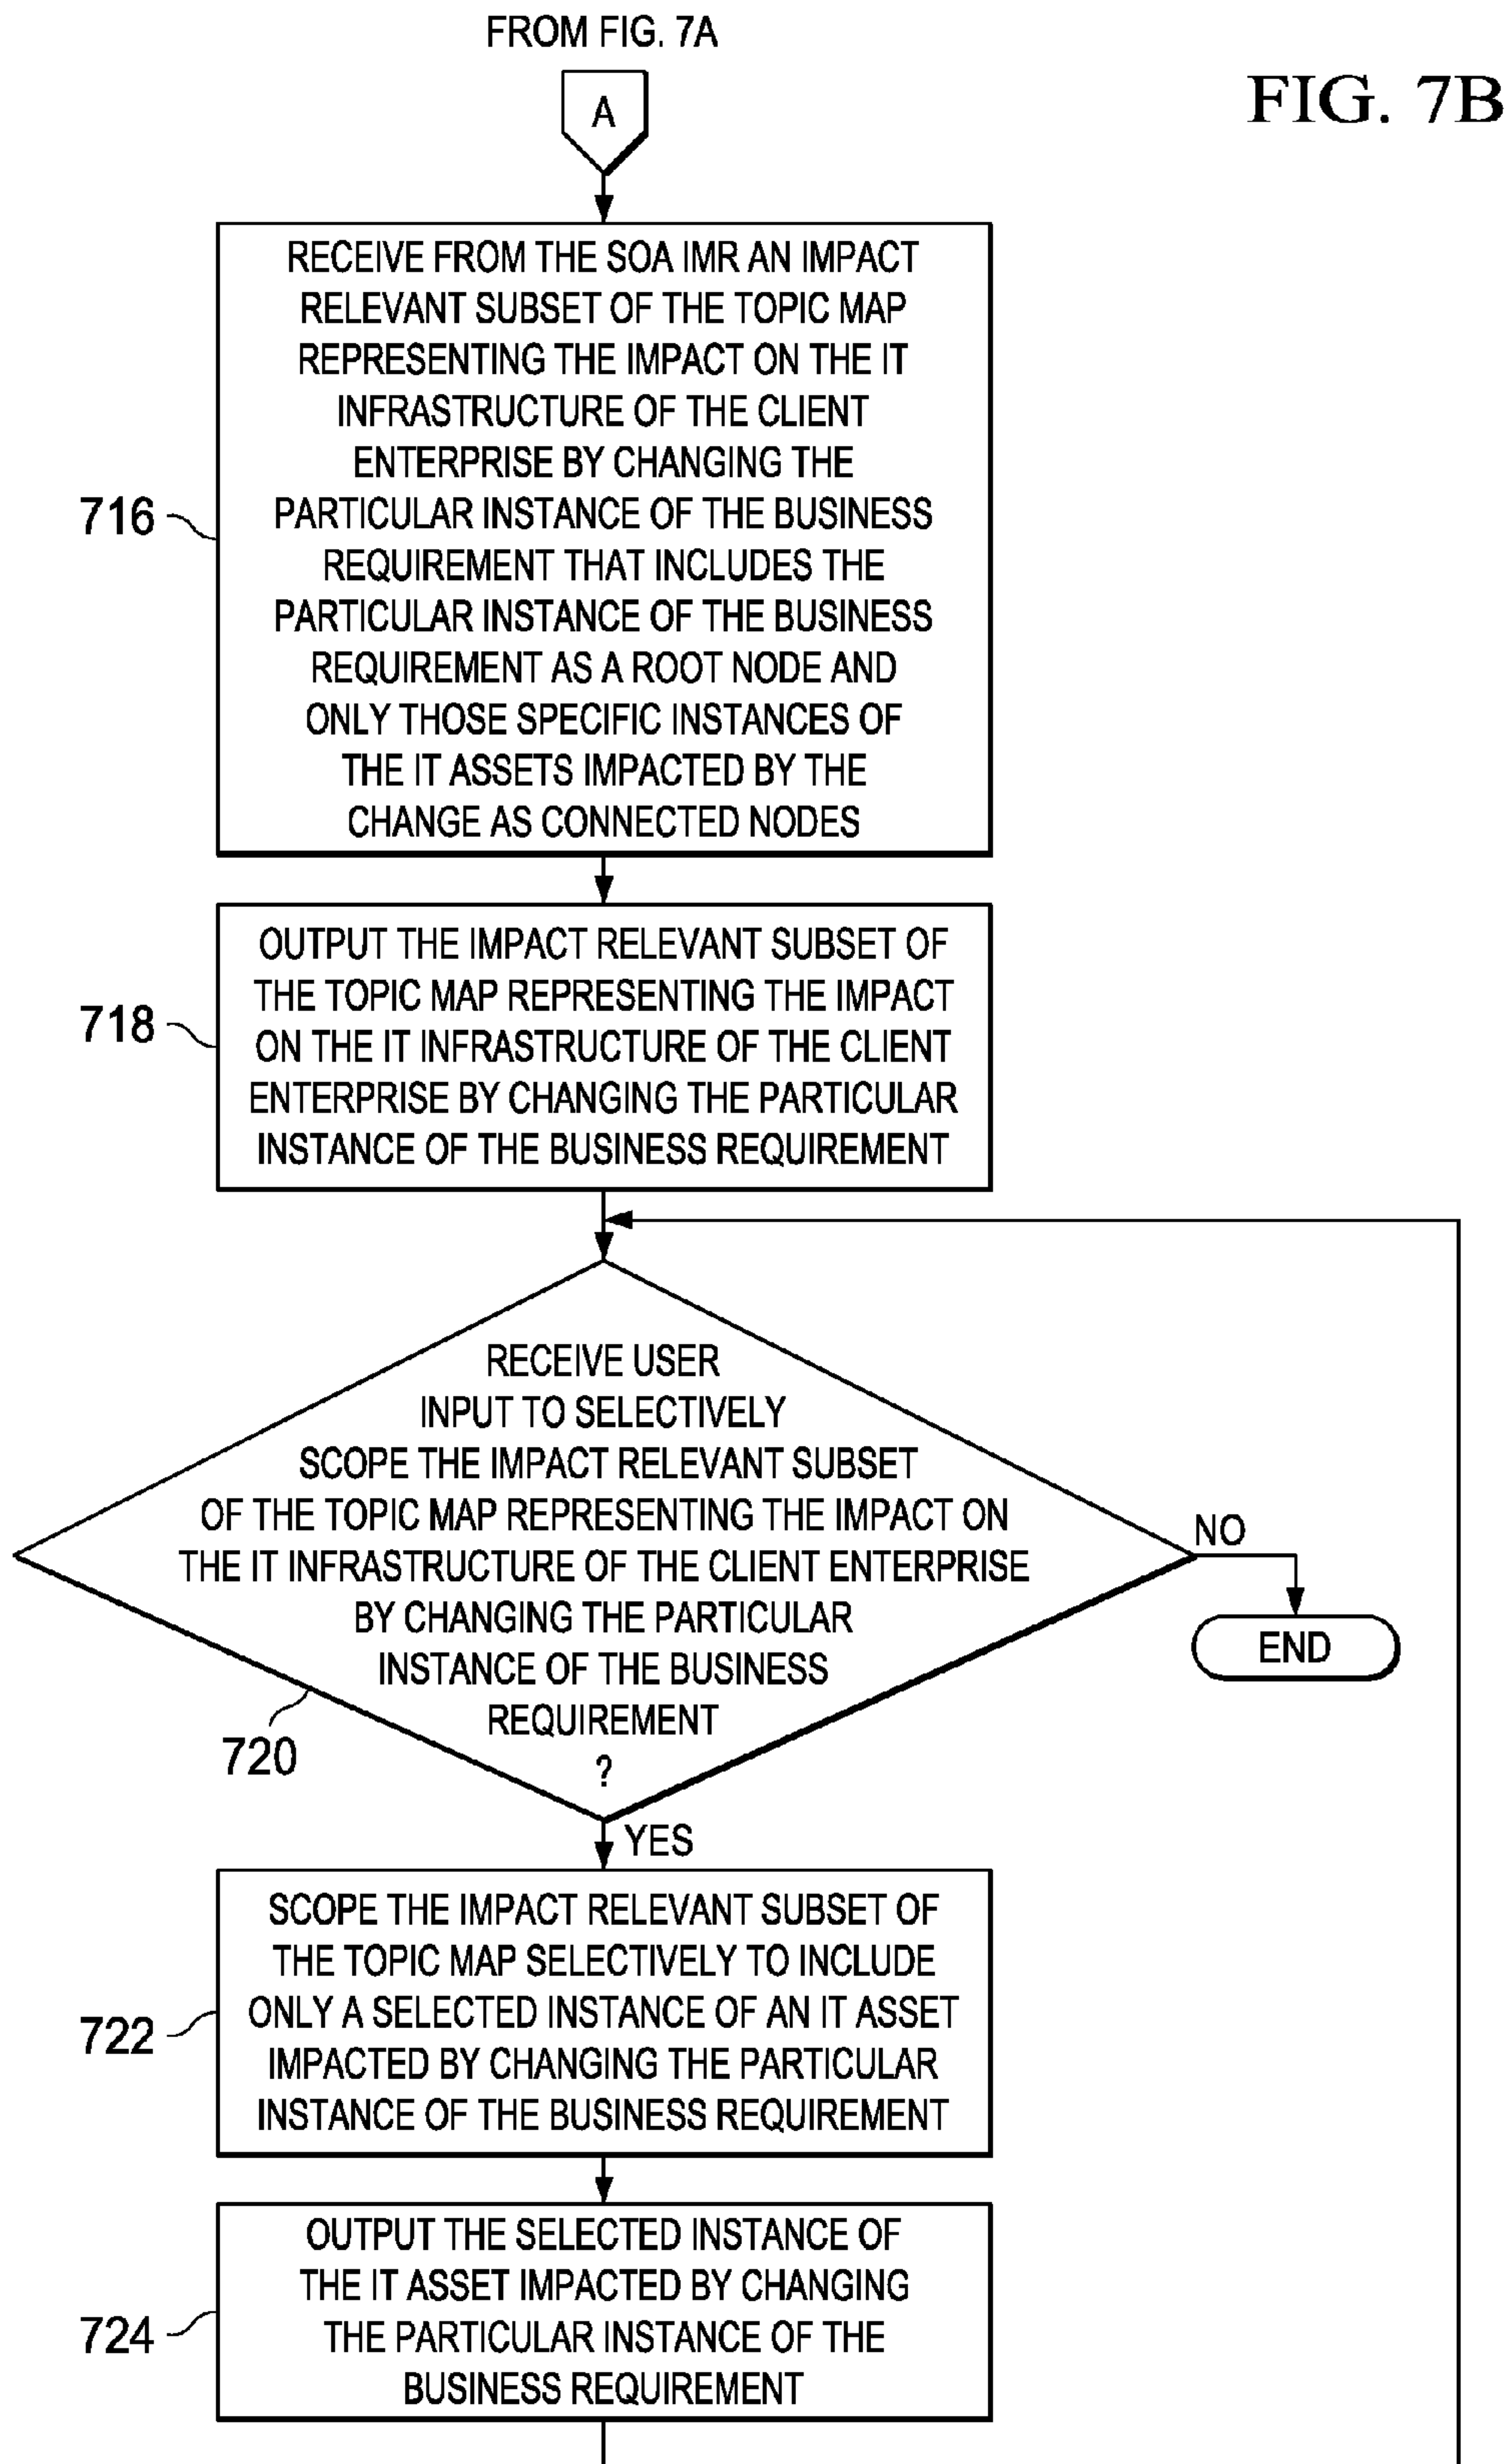 FROM FIG. 7A
FIG. 7B
A
RECEIVE FROM THE SOA IMR AN IMPACT
RELEVANT SUBSET OF THE TOPIC MAP
REPRESENTING THE IMPACT ON THE IT
INFRASTRUCTURE OF THE CLIENT
ENTERPRISE BY CHANGING THE
PARTICULAR INSTANCE OF THE BUSINESS
REQUIREMENT THAT INCLUDES THE
PARTICULAR INSTANCE OF THE BUSINESS
REQUIREMENT AS A ROOT NODE AND
ONLY THOSE SPECIFIC INSTANCES OF
THE IT ASSETS IMPACTED BY THE
CHANGE AS CONNECTED NODES
716
OUTPUT THE IMPACT RELEVANT SUBSET OF
THE TOPIC MAP REPRESENTING THE IMPACT
ON THE IT INFRASTRUCTURE OF THE CLIENT
ENTERPRISE BY CHANGING THE PARTICULAR
INSTANCE OF THE BUSINESS REQUIREMENT
718
RECEIVE USER
INPUT TO SELECTIVELY
SCOPE THE IMPACT RELEVANT SUBSET
OF THE TOPIC MAP REPRESENTING THE IMPACT ON
THE IT INFRASTRUCTURE OF THE CLIENT ENTERPRISE
BY CHANGING THE PARTICULAR
INSTANCE OF THE BUSINESS
REQUIREMENT
?
720
NO
END
YES
SCOPE THE IMPACT RELEVANT SUBSET OF
THE TOPIC MAP SELECTIVELY TO INCLUDE
ONLY A SELECTED INSTANCE OF AN IT ASSET
IMPACTED BY CHANGING THE PARTICULAR
INSTANCE OF THE BUSINESS REQUIREMENT
722
OUTPUT THE SELECTED INSTANCE OF
THE IT ASSET IMPACTED BY CHANGING
THE PARTICULAR INSTANCE OF THE
BUSINESS REQUIREMENT
724